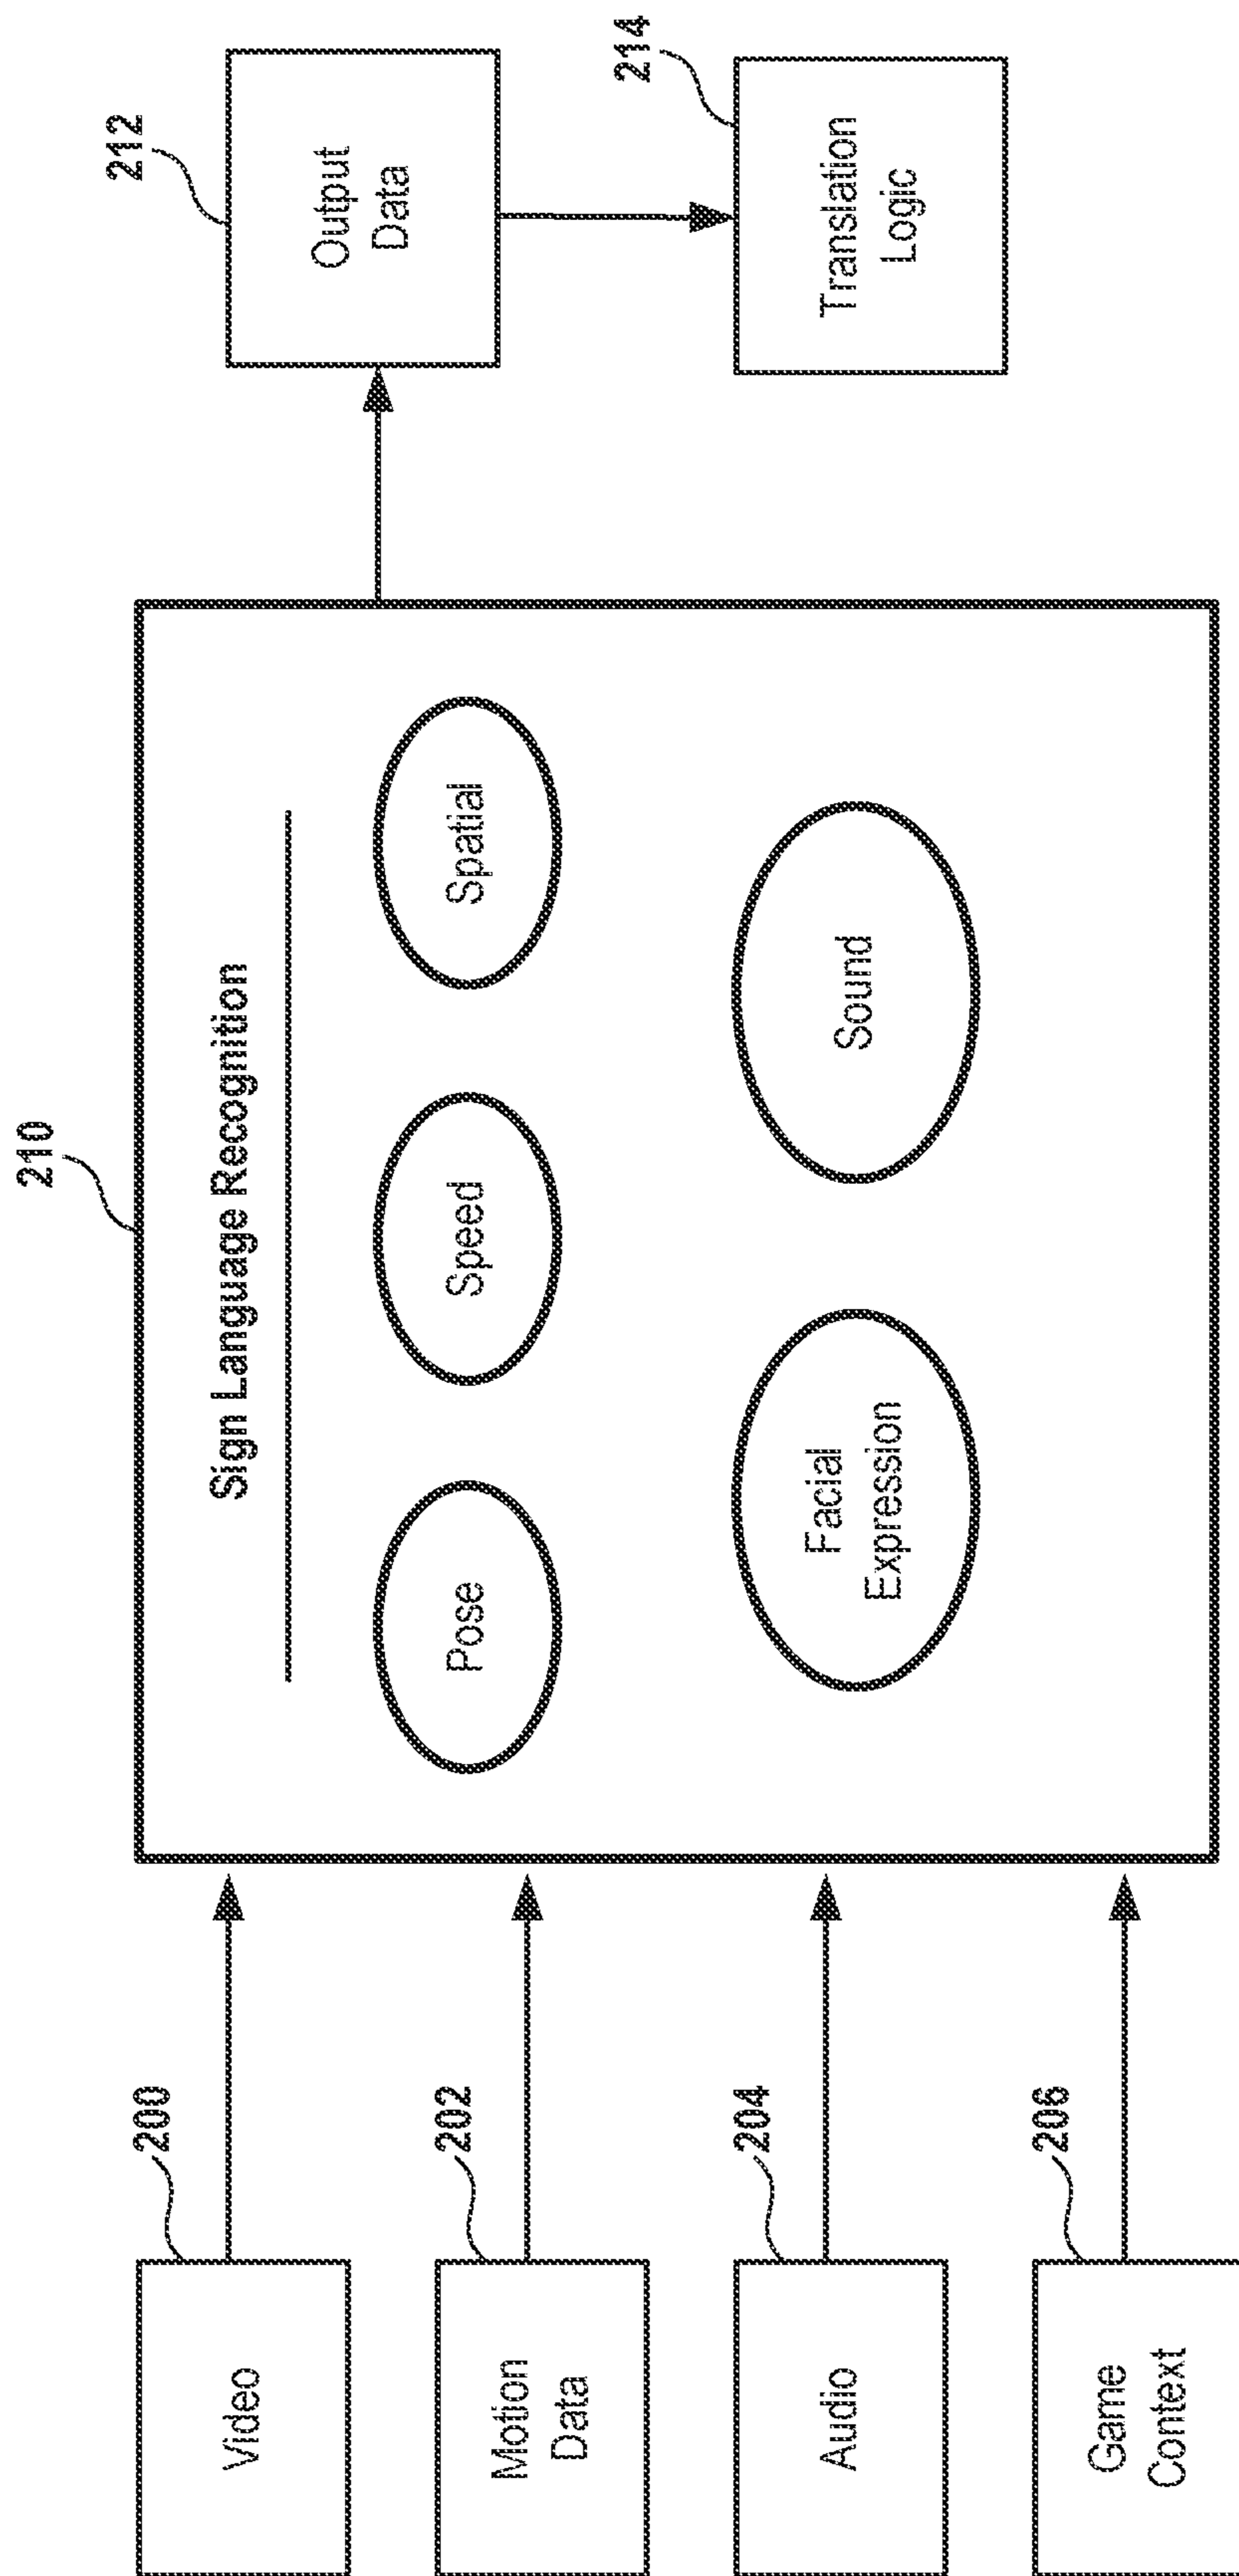 200
Video
202
Motion
Data
204
Audio
206
Game
Context
210
Sign Language Recognition
Pose
Speed
Spatial
Facial
Expression
Sound
212
Output
Data
214
Translation
Logic